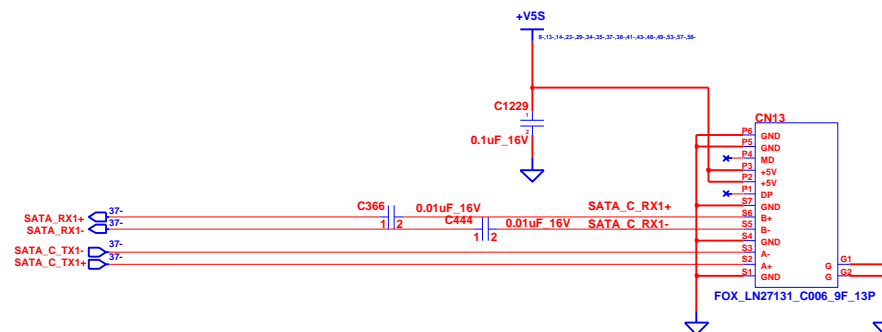 +V5S
8-,13-,14-,23-,29-,34-,35-,37-,38-,41-,43-,48-,49-,53-,57-,58-
C1229
1
2
0.1uF_16V
CN13
P6 GND
P5 GND
P4 MD
P3 +5V
P2 +5V
P1 DP
S7 GND
S6 B+
S5 B-
S4 GND
S3 A-
S2 A+
S1 GND
G G1
G G2
FOX_LN27131_C006_9F_13P
SATA_RX1+ 37-
SATA_RX1- 37-
SATA_C_TX1- 37-
SATA_C_TX1+ 37-
C366 0.01uF_16V
1 2
C444 0.01uF_16V
1 2
SATA_C_RX1+
SATA_C_RX1-